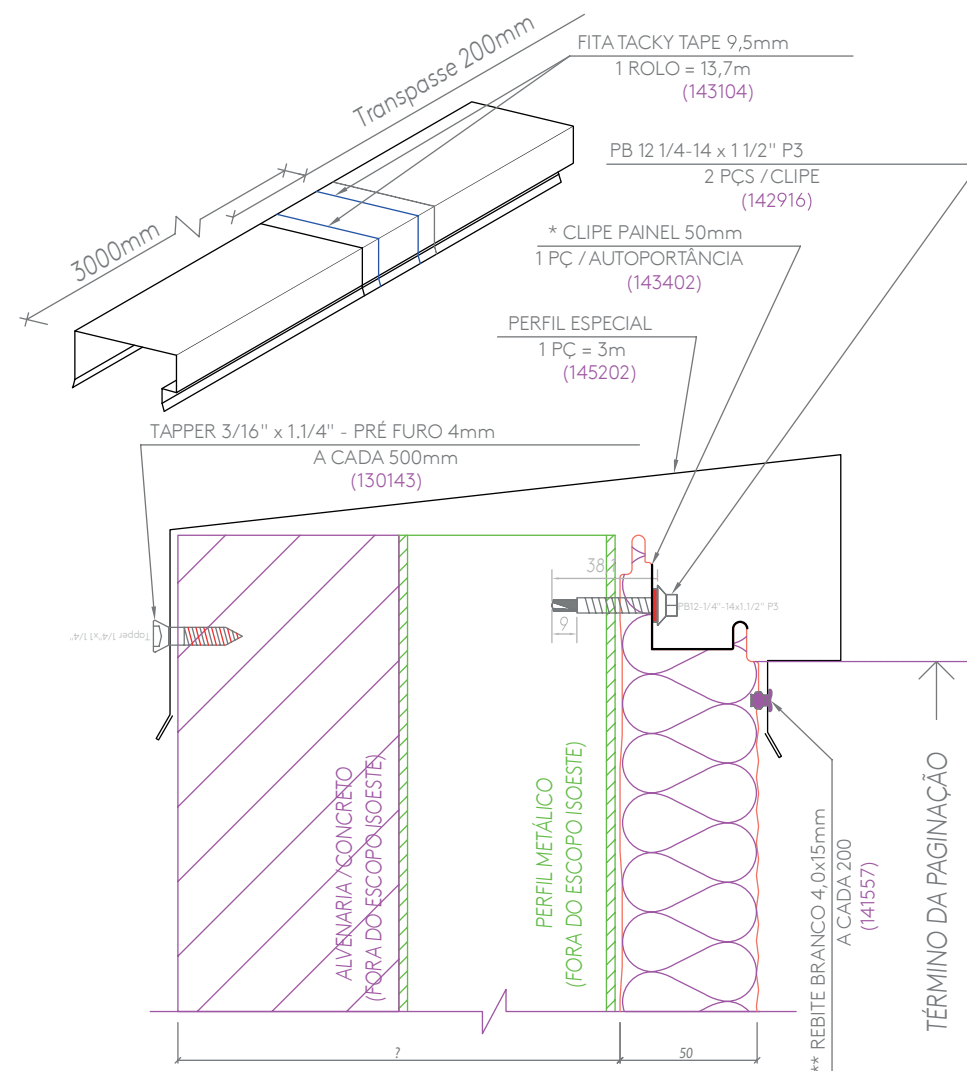 Transpasse 200mm
3000mm
FITA TACKY TAPE 9,5mm
1 ROLO = 13,7m
(143104)
PB 12 1/4-14 x 1 1/2" P3
2 PÇS / CLIPE
(142916)
* CLIPE PAINEL 50mm
1 PÇ / AUTOPORTÂNCIA
(143402)
PERFIL ESPECIAL
1 PÇ = 3m
(145202)
TAPPER 3/16" x 1.1/4" - PRÉ FURO 4mm
A CADA 500mm
(130143)
38,1
9
PB12-1/4"-14x1.1/2" P3
Tapper 1/4"x1 1/4"
ALVENARIA / CONCRETO
(FORA DO ESCOPO ISOESTE)
PERFIL METÁLICO
(FORA DO ESCOPO ISOESTE)
** REBITE BRANCO 4,0x15mm
A CADA 200
(141557)
TÉRMINO DA PAGINAÇÃO
?
50